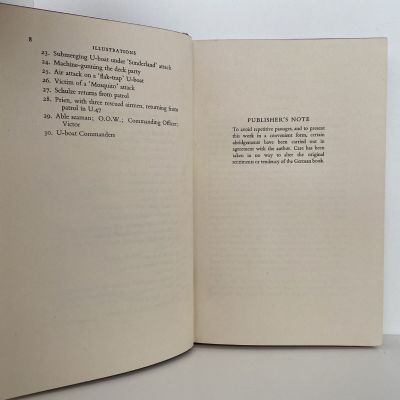 8
ILLUSTRATIONS
23. Submerging U-boat under 'Sunderland' attack
24. Machine-gunning the deck party
25. Air attack on a 'flak-trap' U-boat
26. Victim of a 'Mosquito' attack
27. Schulze returns from patrol
28. Prien, with three rescued airmen, returning from
patrol in U.47
29. Able seaman; O.O.W.; Commanding Officer:
Victor
30. U-boat Commanders
PUBLISHER'S NOTE
To avoid repetitive passages, and to present
this work in a convenient form, certain
abridgements have been carried out in
agreement with the author. Care has been
taken in no way to alter the original
sentiments or tendency of the German book.